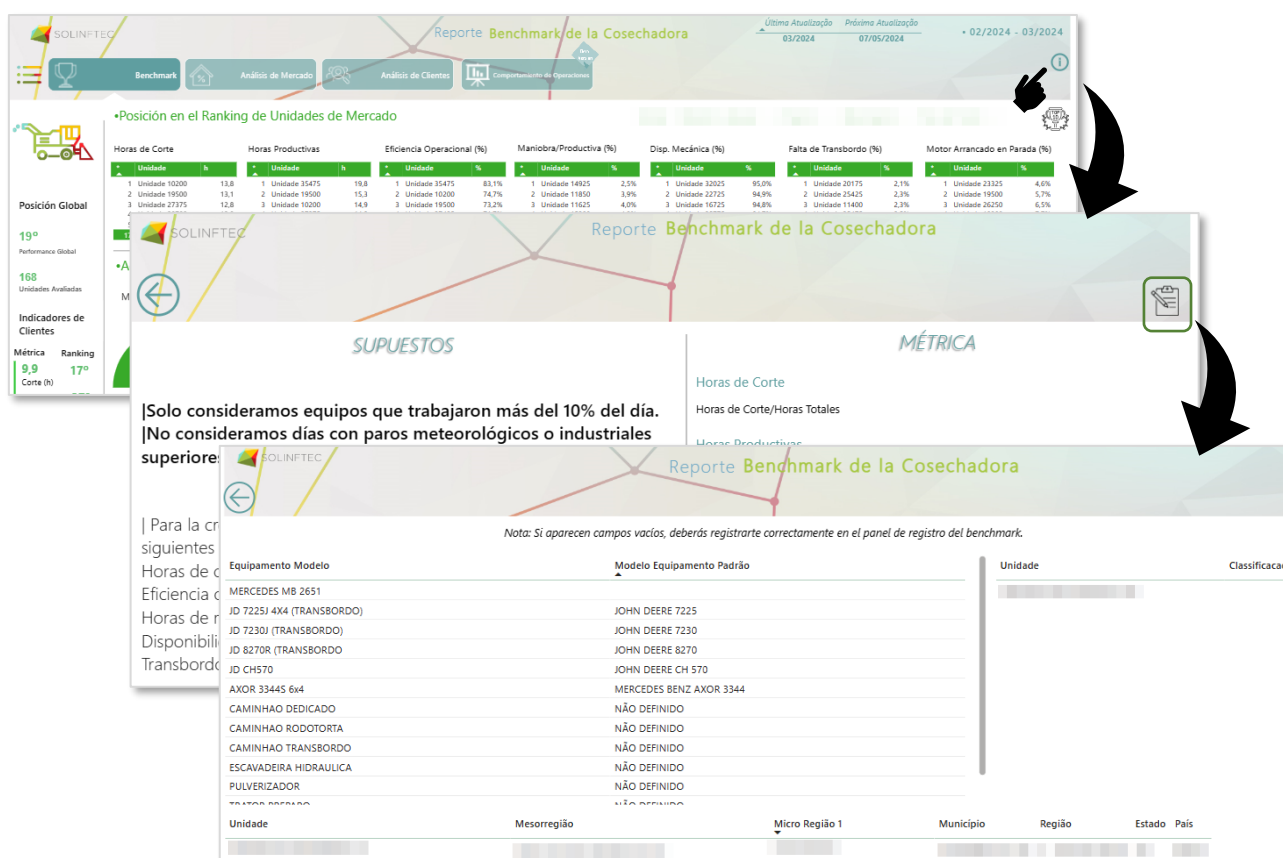 SOLINFTEC
Reporte Benchmark de la Cosechadora
Última Atualização Próxima Atualização
03/2024 07/05/2024
• 02/2024 - 03/2024
Benchmark
Análisis de Mercado
Análisis de Clientes
Comportamiento de Operaciones
•Posición en el Ranking de Unidades de Mercado
Horas de Corte Horas Productivas Eficiencia Operacional (%) Maniobra/Productiva (%) Disp. Mecánica (%) Falta de Transbordo (%) Motor Arrancado en Parada (%)
Unidade h Unidade h Unidade % Unidade % Unidade % Unidade % Unidade %
1 Unidade 10200 13,8 1 Unidade 35475 19,8 1 Unidade 35475 83,1% 1 Unidade 14925 2,5% 1 Unidade 32025 95,0% 1 Unidade 20175 2,1% 1 Unidade 23325 4,6%
2 Unidade 19500 13,1 2 Unidade 19500 15,3 2 Unidade 10200 74,7% 2 Unidade 11850 3,9% 2 Unidade 22725 94,9% 2 Unidade 25425 2,3% 2 Unidade 19500 5,7%
3 Unidade 27375 12,8 3 Unidade 10200 14,9 3 Unidade 19500 73,2% 3 Unidade 11625 4,0% 3 Unidade 16725 94,8% 3 Unidade 11400 2,3% 3 Unidade 26250 6,5%
Posición Global
19º
Performance Global
168
Unidades Avaliadas
Indicadores de
Clientes
Métrica Ranking
9,9 17º
Corte (h)
•A
M
SOLINFTEC
Reporte Benchmark de la Cosechadora
SUPUESTOS
MÉTRICA
|Solo consideramos equipos que trabajaron más del 10% del día.
|No consideramos días con paros meteorológicos o industriales
superiores
| Para la cr
siguientes
Horas de c
Eficiencia c
Horas de r
Disponibili
Transbordo
Horas de Corte
Horas de Corte/Horas Totales
Horas Productivas
SOLINFTEC
Reporte Benchmark de la Cosechadora
Nota: Si aparecen campos vacíos, deberás registrarte correctamente en el panel de registro del benchmark.
Equipamento Modelo Modelo Equipamento Padrão
MERCEDES MB 2651
JD 7225J 4X4 (TRANSBORDO) JOHN DEERE 7225
JD 7230J (TRANSBORDO) JOHN DEERE 7230
JD 8270R (TRANSBORDO JOHN DEERE 8270
JD CH570 JOHN DEERE CH 570
AXOR 3344S 6x4 MERCEDES BENZ AXOR 3344
CAMINHAO DEDICADO NÃO DEFINIDO
CAMINHAO RODOTORTA NÃO DEFINIDO
CAMINHAO TRANSBORDO NÃO DEFINIDO
ESCAVADEIRA HIDRAULICA NÃO DEFINIDO
PULVERIZADOR NÃO DEFINIDO
TRATOR PREPARO NÃO DEFINIDO
Unidade Classificaca
Unidade Mesorregião Micro Região 1 Município Região Estado País